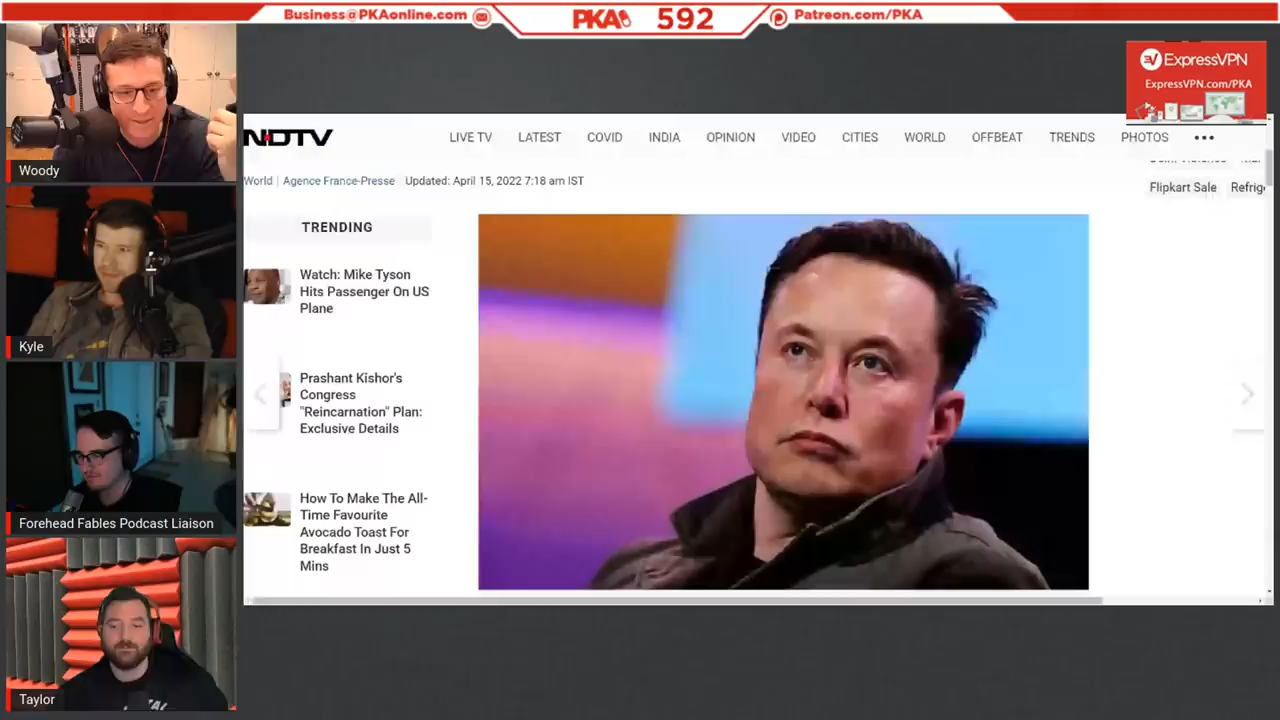 Business@PKAonline.com
PKA 592
Patreon.com/PKA
ExpressVPN
ExpressVPN.com/PKA
Woody
Kyle
Forehead Fables Podcast Liaison
Taylor
NDTV
LIVE TV LATEST COVID INDIA OPINION VIDEO CITIES WORLD OFFBEAT TRENDS PHOTOS •••
World | Agence France-Presse Updated: April 15, 2022 7:18 am IST
Flipkart Sale Refrig
TRENDING
Watch: Mike Tyson
Hits Passenger On US
Plane
Prashant Kishor's
Congress
"Reincarnation" Plan:
Exclusive Details
How To Make The All-
Time Favourite
Avocado Toast For
Breakfast In Just 5
Mins